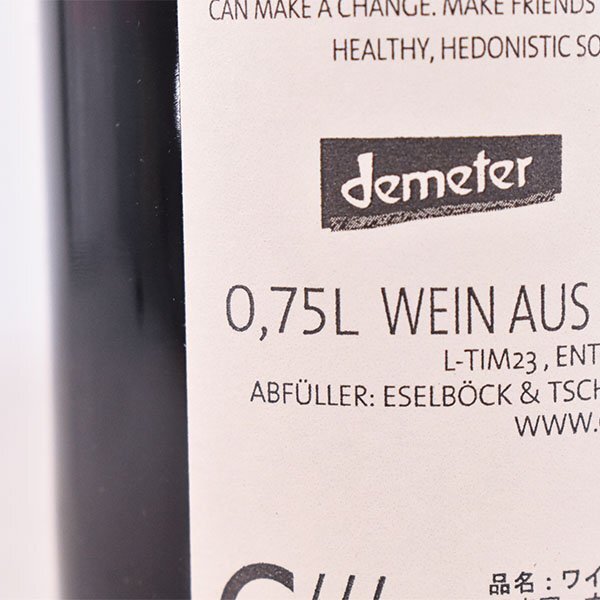 CAN MAKE A CHANGE. MAKE FRIENDS
HEALTHY, HEDONISTIC SO
demeter
0,75L WEIN AUS
L-TIM23, ENT
ABFÜLLER: ESELBÖCK & TSCH
WWW.
品名：ワイ